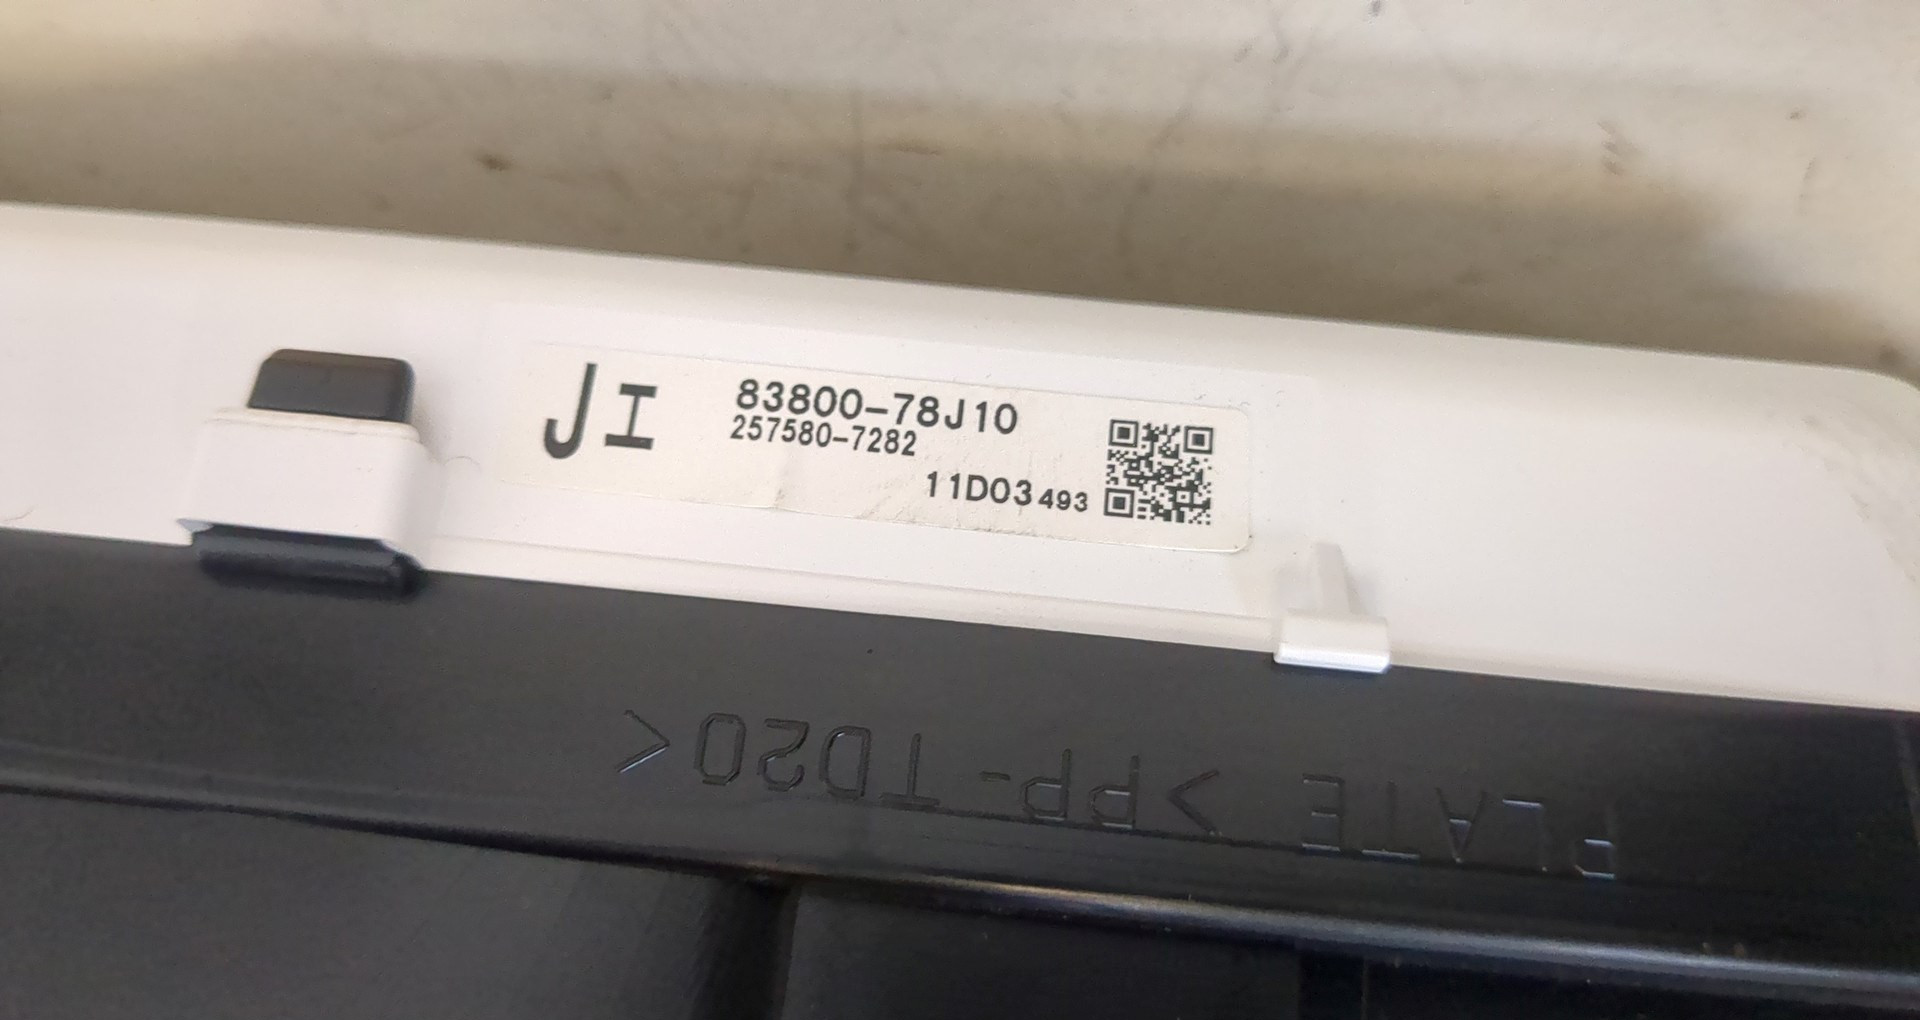 JI
83800-78J10
257580-7282
11D03493
PLATE >PP-TD20<